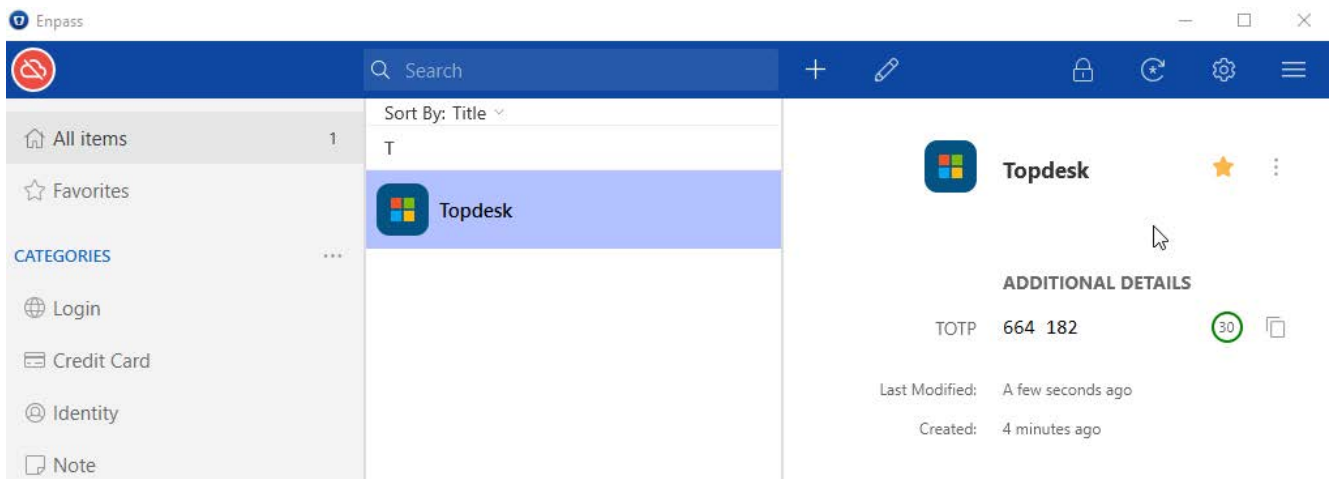 Enpass
Search
Sort By: Title
All items 1
Favorites
CATEGORIES
Login
Credit Card
Identity
Note
T
Topdesk
Topdesk
ADDITIONAL DETAILS
TOTP 664 182 30
Last Modified: A few seconds ago
Created: 4 minutes ago